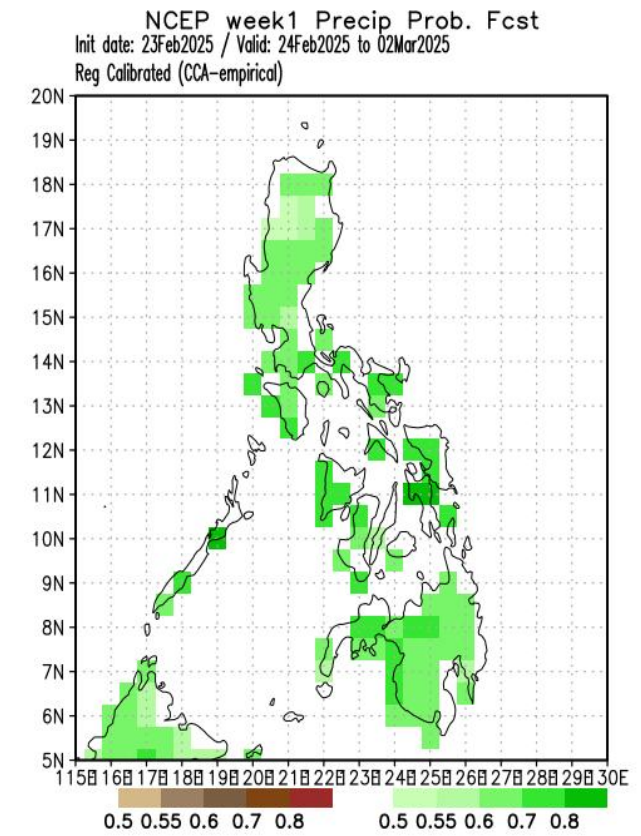 NCEP week1 Precip Prob. Fcst
Init date: 23Feb2025 / Valid: 24Feb2025 to 02Mar2025
Reg Calibrated (CCA-empirical)
20N
19N
18N
17N
16N
15N
14N
13N
12N
11N
10N
9N
8N
7N
6N
5N
115E 116E 117E 118E 119E 120E 121E 122E 123E 124E 125E 126E 127E 128E 129E 130E
0.5 0.55 0.6 0.7 0.8 0.5 0.55 0.6 0.7 0.8